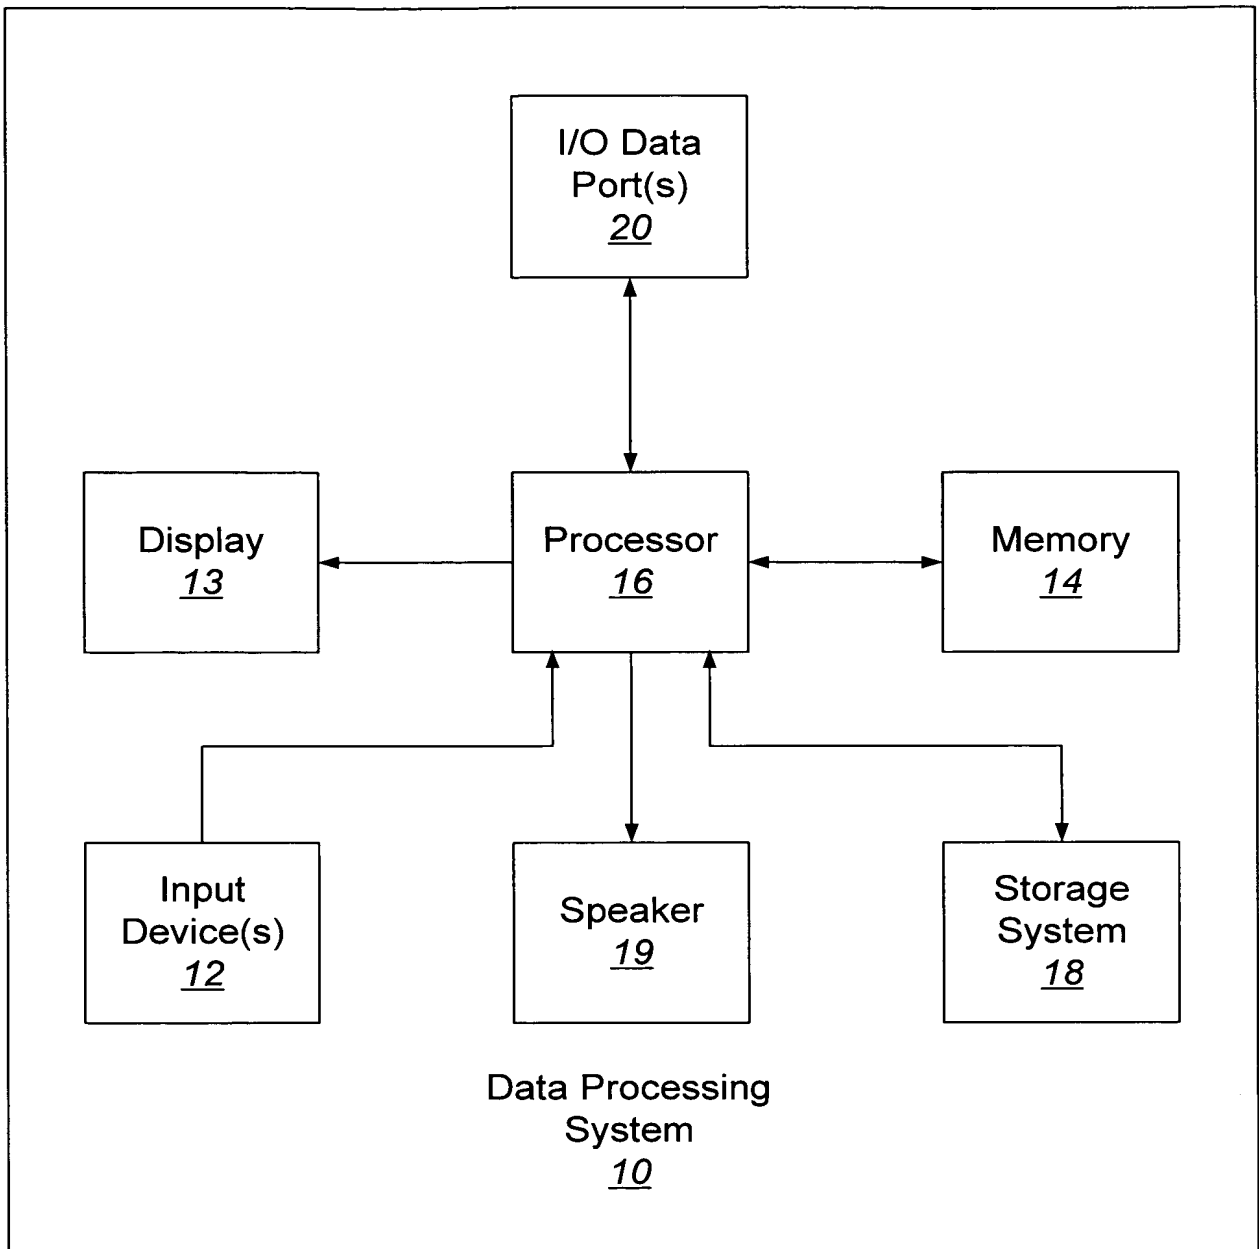 I/O Data
Port(s)
20
Display
13
Processor
16
Memory
14
Input
Device(s)
12
Speaker
19
Storage
System
18
Data Processing
System
10